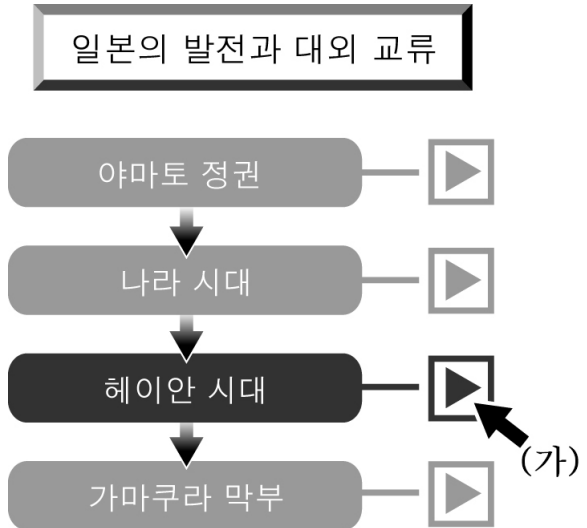 일본의 발전과 대외 교류
야마토 정권
나라 시대
헤이안 시대
(가)
가마쿠라 막부